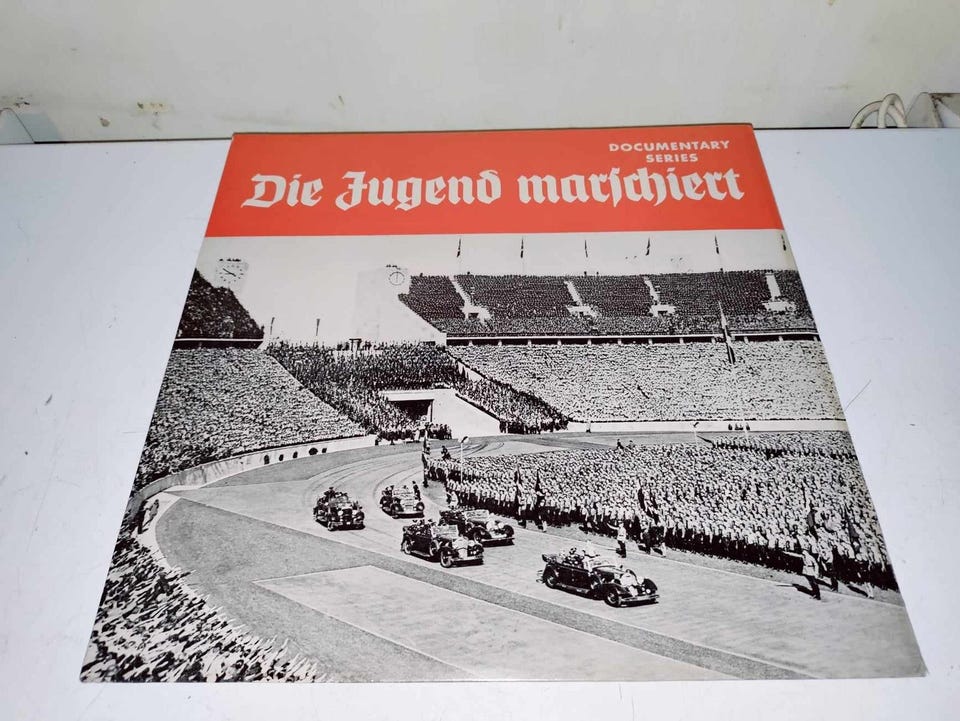 DOCUMENTARY
SERIES
Die Jugend marſchiert